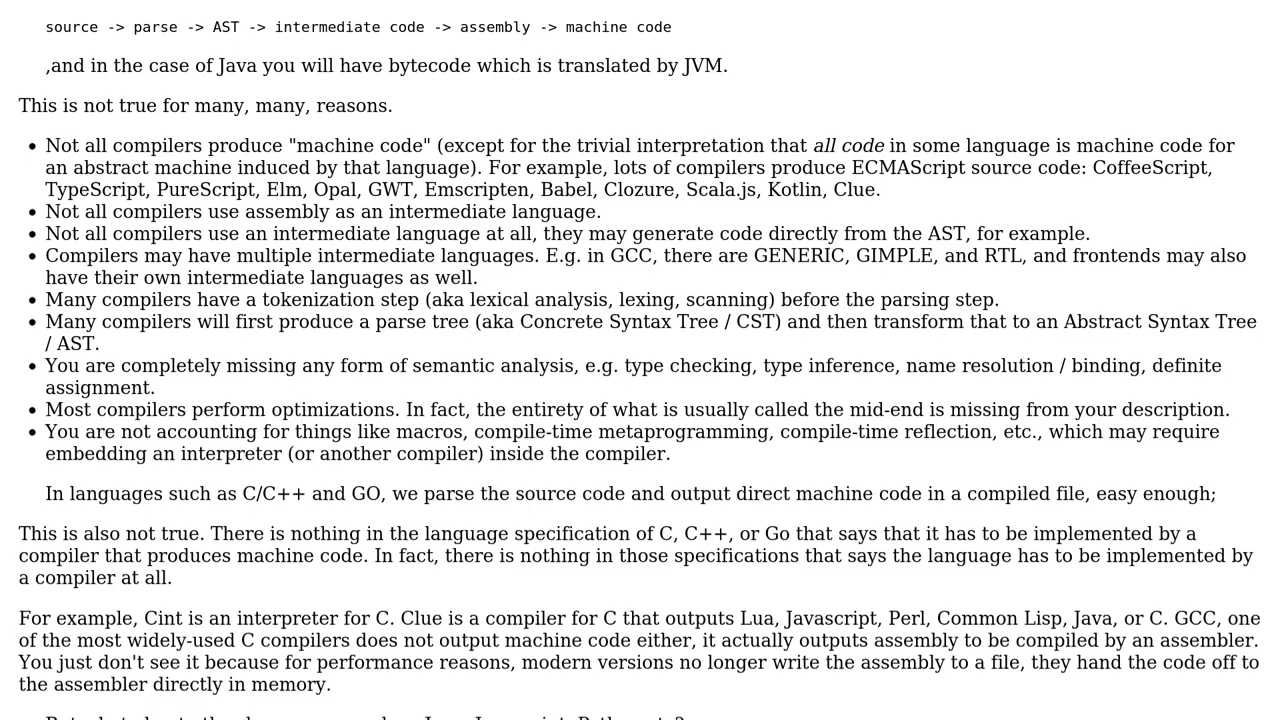 source -> parse -> AST -> intermediate code -> assembly -> machine code
,and in the case of Java you will have bytecode which is translated by JVM.
This is not true for many, many, reasons.
• Not all compilers produce "machine code" (except for the trivial interpretation that all code in some language is machine code for
an abstract machine induced by that language). For example, lots of compilers produce ECMAScript source code: CoffeeScript,
TypeScript, PureScript, Elm, Opal, GWT, Emscripten, Babel, Clozure, Scala.js, Kotlin, Clue.
• Not all compilers use assembly as an intermediate language.
• Not all compilers use an intermediate language at all, they may generate code directly from the AST, for example.
• Compilers may have multiple intermediate languages. E.g. in GCC, there are GENERIC, GIMPLE, and RTL, and frontends may also
have their own intermediate languages as well.
• Many compilers have a tokenization step (aka lexical analysis, lexing, scanning) before the parsing step.
• Many compilers will first produce a parse tree (aka Concrete Syntax Tree / CST) and then transform that to an Abstract Syntax Tree
/ AST.
• You are completely missing any form of semantic analysis, e.g. type checking, type inference, name resolution / binding, definite
assignment.
• Most compilers perform optimizations. In fact, the entirety of what is usually called the mid-end is missing from your description.
• You are not accounting for things like macros, compile-time metaprogramming, compile-time reflection, etc., which may require
embedding an interpreter (or another compiler) inside the compiler.
In languages such as C/C++ and GO, we parse the source code and output direct machine code in a compiled file, easy enough;
This is also not true. There is nothing in the language specification of C, C++, or Go that says that it has to be implemented by a
compiler that produces machine code. In fact, there is nothing in those specifications that says the language has to be implemented by
a compiler at all.
For example, Cint is an interpreter for C. Clue is a compiler for C that outputs Lua, Javascript, Perl, Common Lisp, Java, or C. GCC, one
of the most widely-used C compilers does not output machine code either, it actually outputs assembly to be compiled by an assembler.
You just don't see it because for performance reasons, modern versions no longer write the assembly to a file, they hand the code off to
the assembler directly in memory.